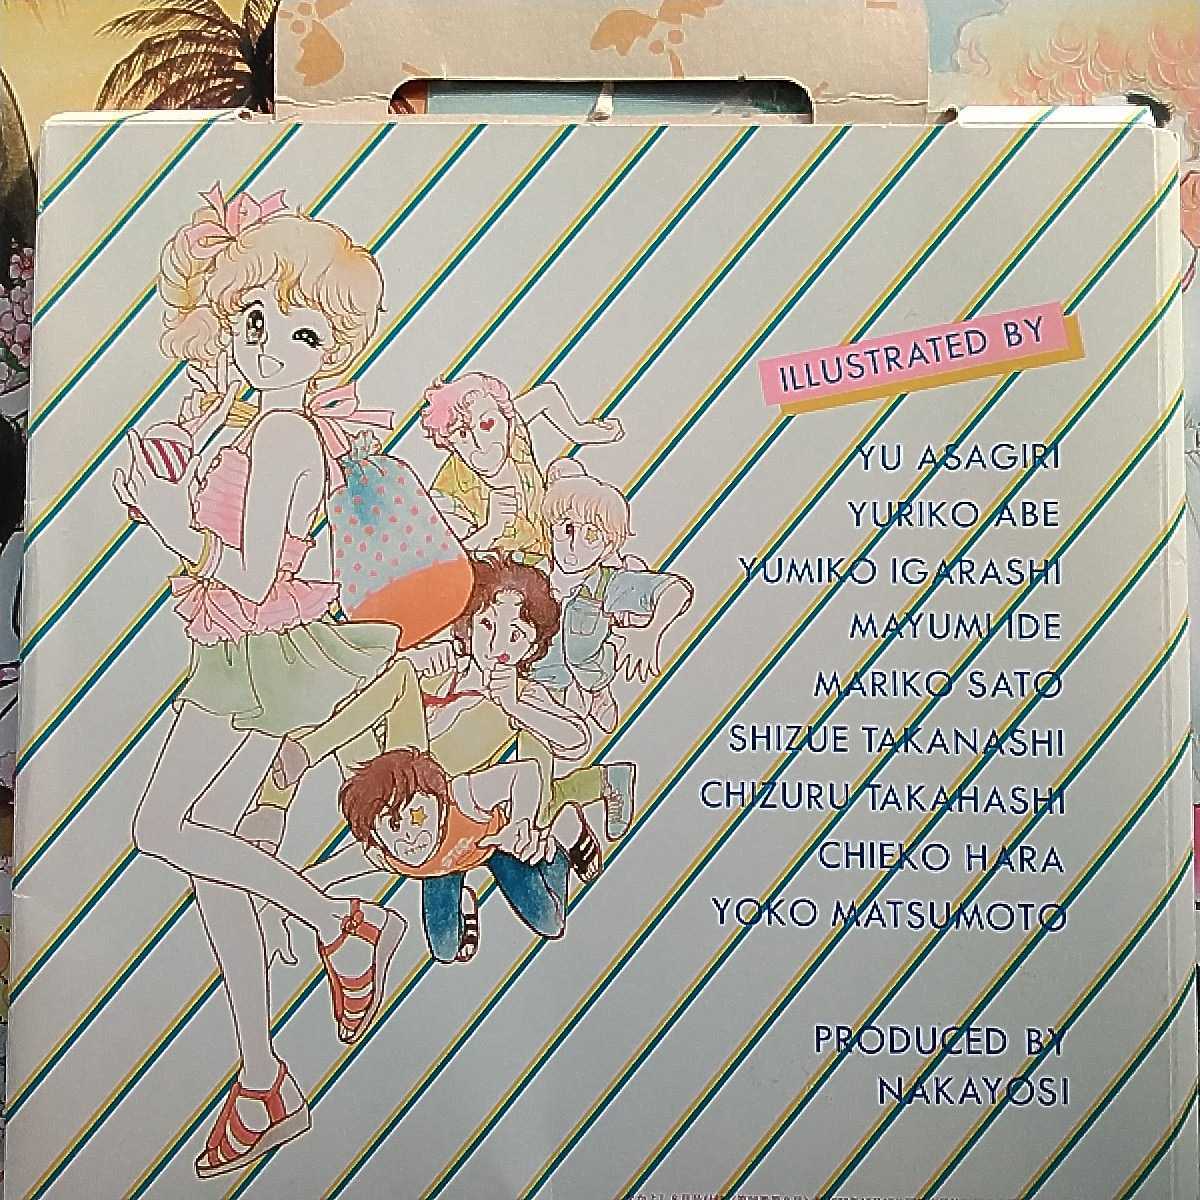 ILLUSTRATED BY
YU ASAGIRI
YURIKO ABE
YUMIKO IGARASHI
MAYUMI IDE
MARIKO SATO
SHIZUE TAKANASHI
CHIZURU TAKAHASHI
CHIEKO HARA
YOKO MATSUMOTO
PRODUCED BY
NAKAYOSI